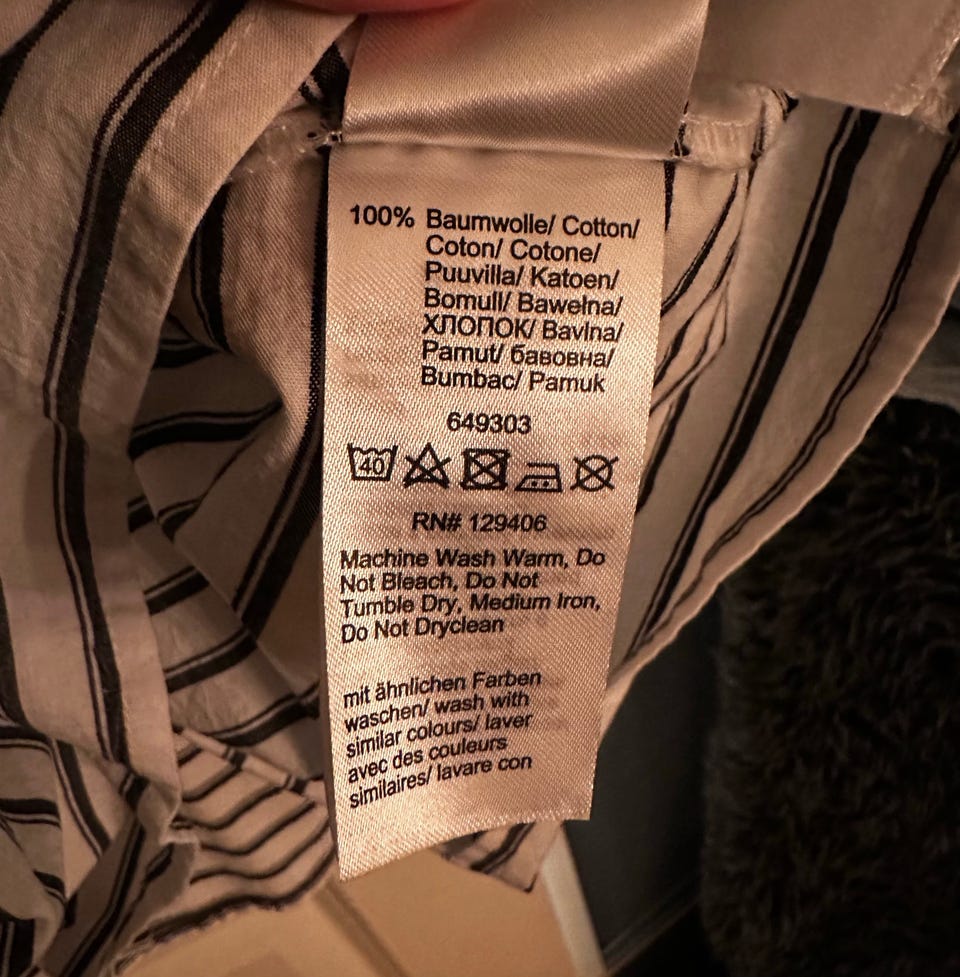 100% Baumwolle/ Cotton/
Coton/ Cotone/
Puuvilla/ Katoen/
Bomull/ Bawełna/
ХЛОПОК/ Bavlna/
Pamut/ бавовна/
Bumbac/ Pamuk
649303
40
RN# 129406
Machine Wash Warm, Do
Not Bleach, Do Not
Tumble Dry, Medium Iron,
Do Not Dryclean
mit ähnlichen Farben
waschen/ wash with
similar colours/ laver
avec des couleurs
similaires/ lavare con